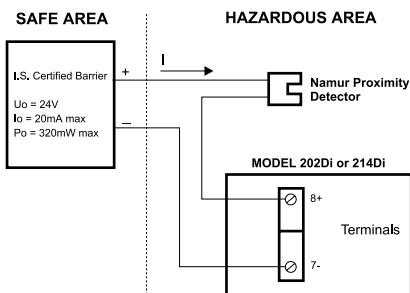 SAFE AREA
HAZARDOUS AREA
I.S. Certified Barrier
Uo = 24V
Io = 20mA max
Po = 320mW max
+
–
I
Namur Proximity
Detector
MODEL 202Di or 214Di
8+
Terminals
7-